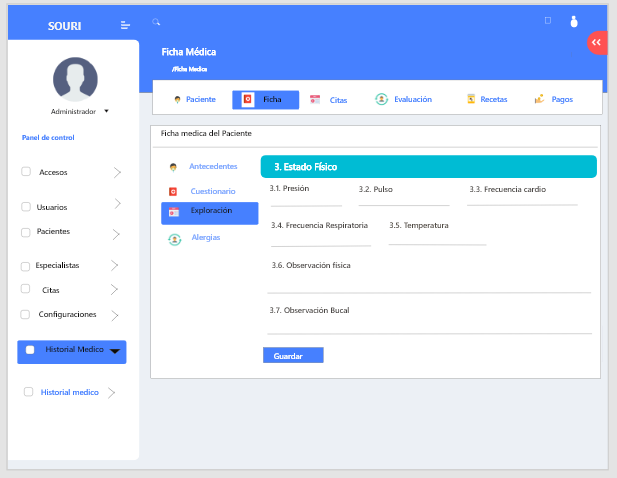 SOURI
Ficha Médica
/Ficha Medica
Administrador
Panel de control
Accesos
Usuarios
Pacientes
Especialistas
Citas
Configuraciones
Historial Medico
Historial medico
Paciente
Ficha
Citas
Evaluación
Recetas
Pagos
Ficha medica del Paciente
Antecedentes
Cuestionario
Exploración
Alergias
3. Estado Físico
3.1. Presión
3.2. Pulso
3.3. Frecuencia cardio
3.4. Frecuencia Respiratoria
3.5. Temperatura
3.6. Observación física
3.7. Observación Bucal
Guardar